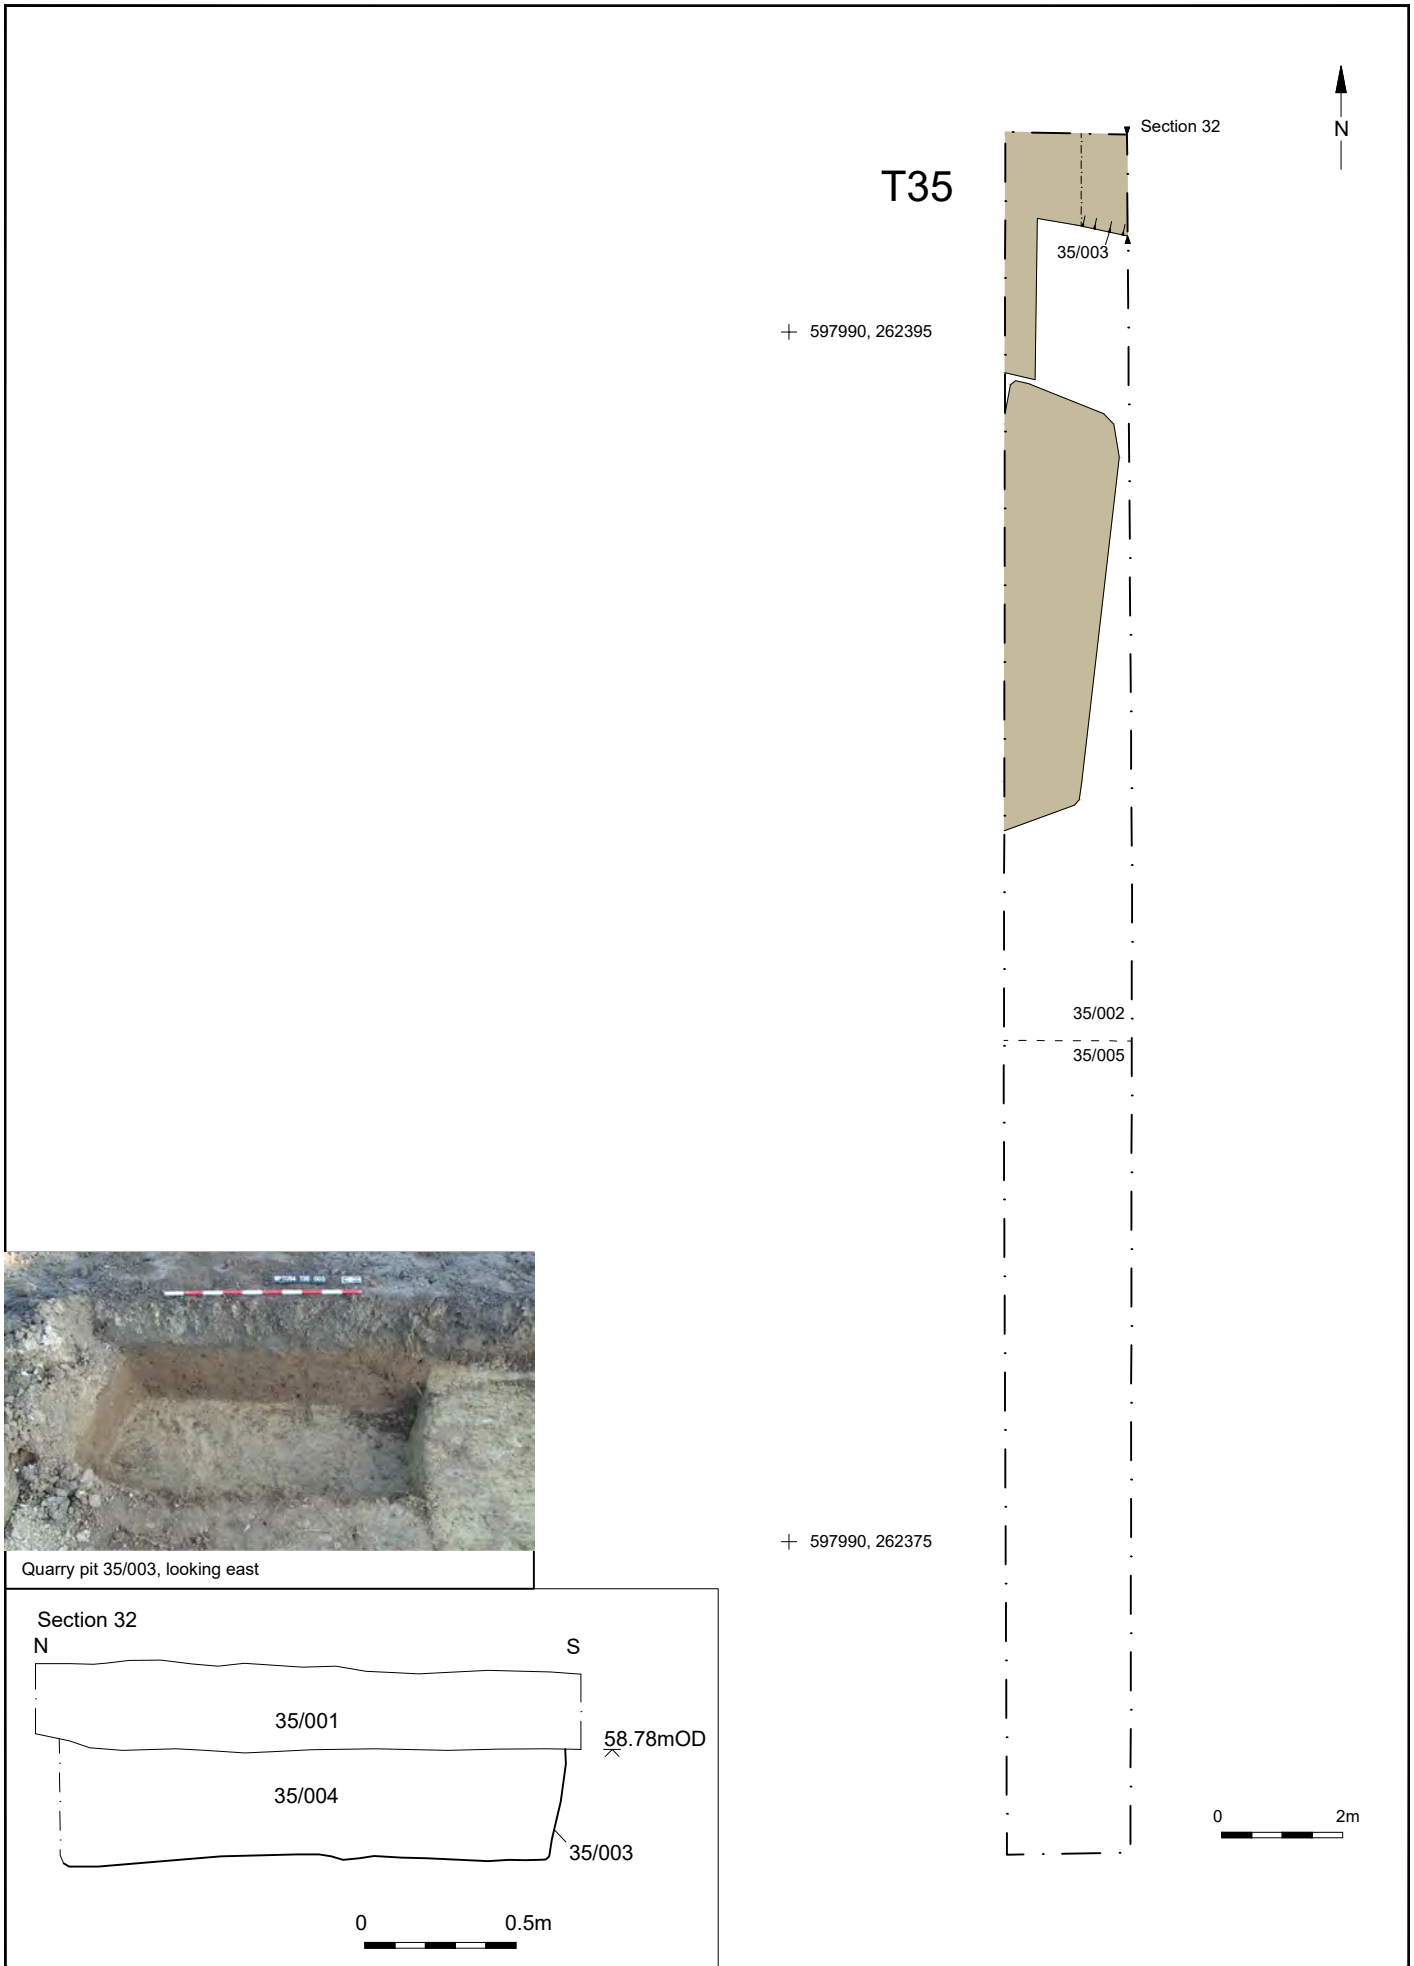 Section 32
N
T35
35/003
597990, 262395
35/002
35/005
597990, 262375
Quarry pit 35/003, looking east
Section 32
N
S
35/001
58.78mOD
35/004
35/003
0
0.5m
0
2m